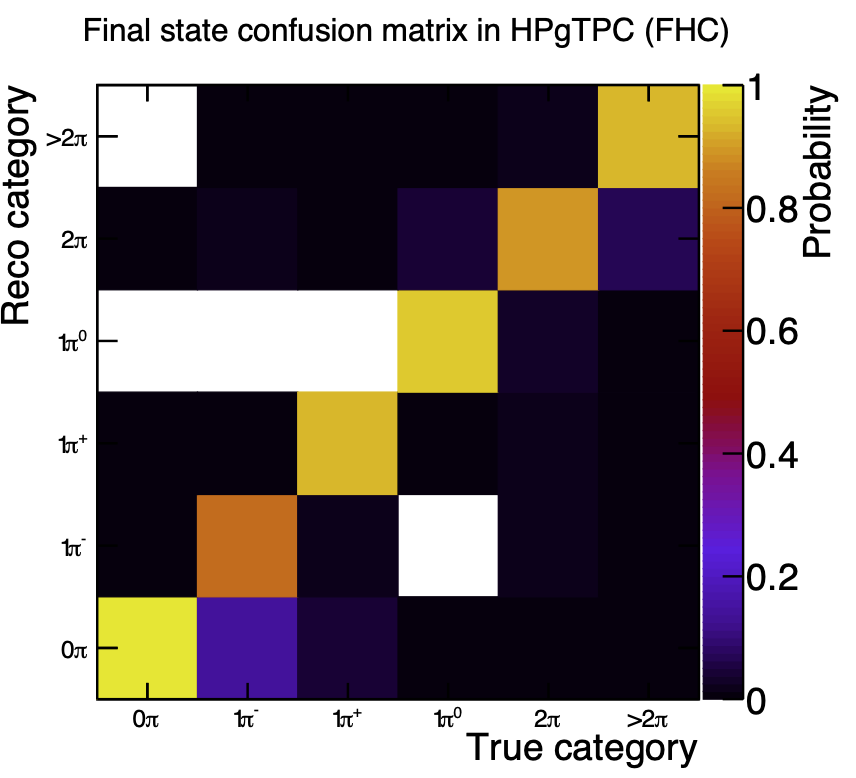 Final state confusion matrix in HPgTPC (FHC)
Reco category
>2π
2π
1π⁰
1π⁺
1π⁻
0π
0π 1π⁻ 1π⁺ 1π⁰ 2π >2π
True category
1
0.8
0.6
0.4
0.2
0
Probability